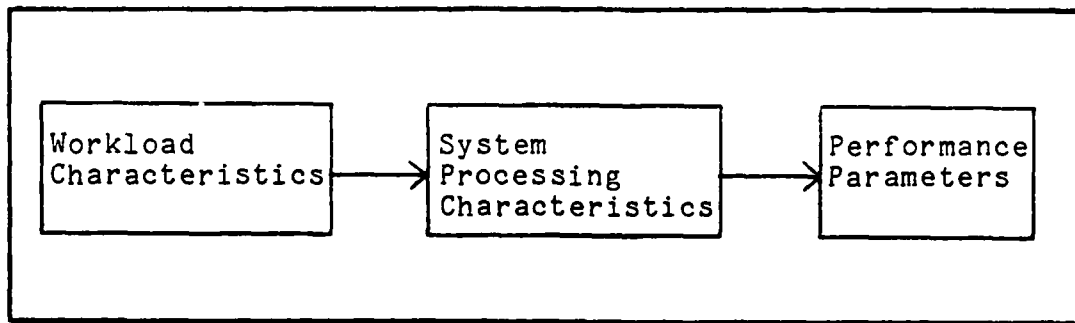 Workload
Characteristics
System
Processing
Characteristics
Performance
Parameters